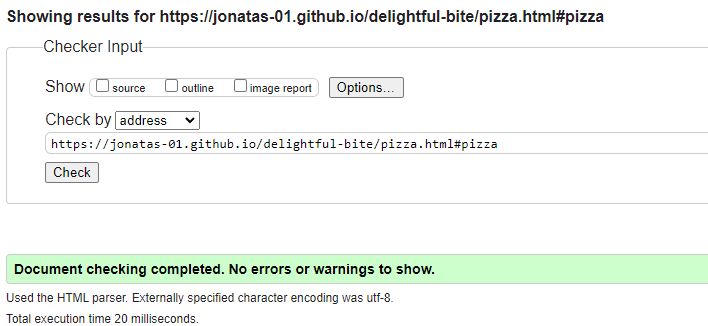 Showing results for https://jonatas-01.github.io/delightful-bite/pizza.html#pizza
Checker Input
Show source outline image report Options...
Check by address
https://jonatas-01.github.io/delightful-bite/pizza.html#pizza
Check
Document checking completed. No errors or warnings to show.
Used the HTML parser. Externally specified character encoding was utf-8.
Total execution time 20 milliseconds.